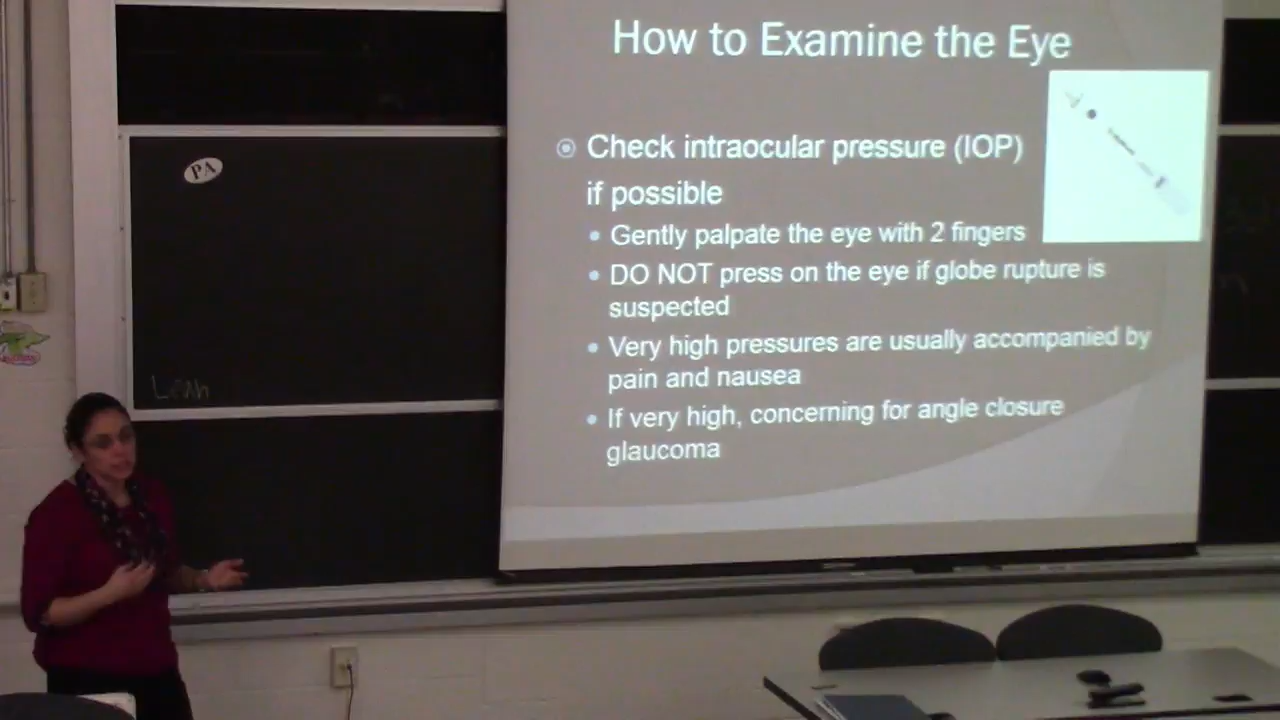 How to Examine the Eye
Check intraocular pressure (IOP)
if possible
Gently palpate the eye with 2 fingers
DO NOT press on the eye if globe rupture is
suspected
Very high pressures are usually accompanied by
pain and nausea
If very high, concerning for angle closure
glaucoma
PA
Leah